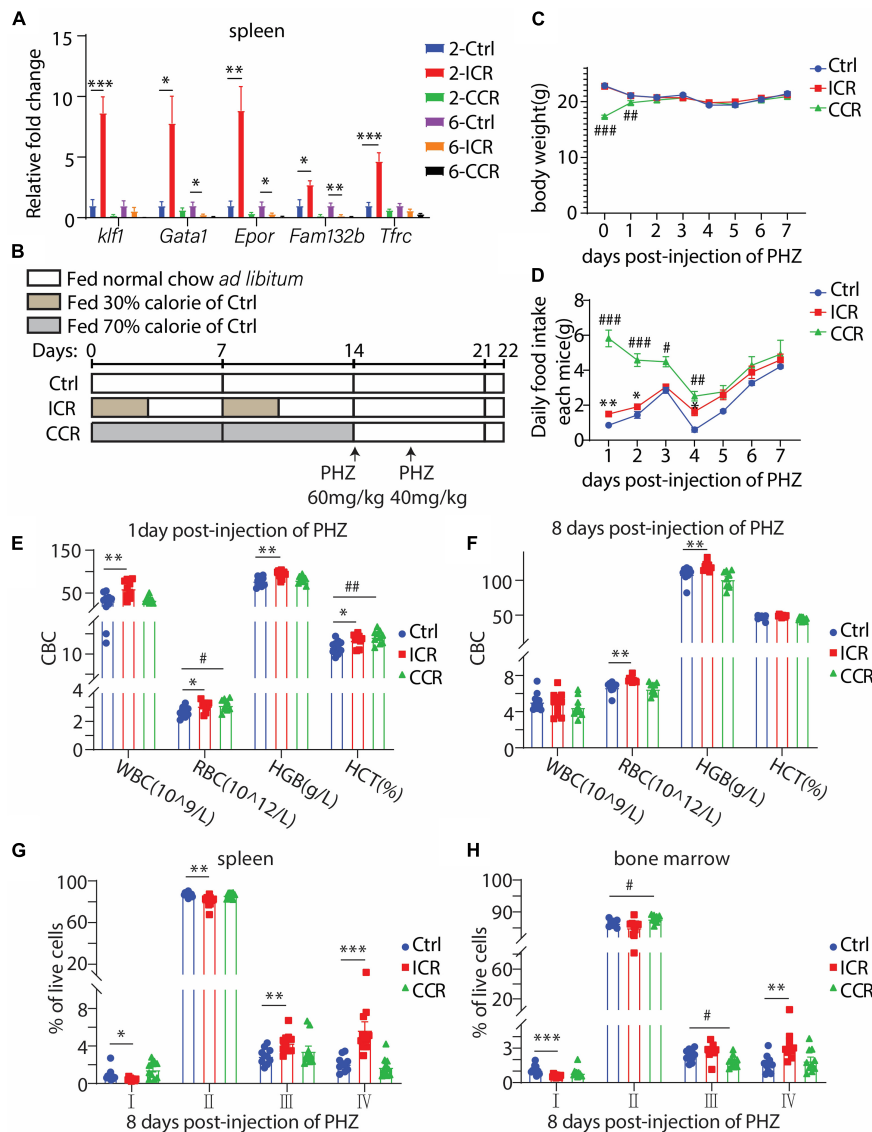 A
spleen
Relative fold change
15
10
5
0
***
*
**
***
*
*
*
**
klf1
Gata1
Epor
Fam132b
Tfrc
2-Ctrl
2-ICR
2-CCR
6-Ctrl
6-ICR
6-CCR
B
Fed normal chow ad libitum
Fed 30% calorie of Ctrl
Fed 70% calorie of Ctrl
Days: 0 7 14 21 22
Ctrl
ICR
CCR
PHZ PHZ
60mg/kg 40mg/kg
C
body weight(g)
20
10
0
###
##
0 1 2 3 4 5 6 7
days post-injection of PHZ
Ctrl
ICR
CCR
D
Daily food intake
each mice(g)
8
6
4
2
0
###
###
#
##
**
*
*
1 2 3 4 5 6 7
days post-injection of PHZ
Ctrl
ICR
CCR
E
1day post-injection of PHZ
CBC
150
50
10
4
2
0
**
#
*
**
##
*
WBC(10^9/L)
RBC(10^12/L)
HGB(g/L)
HCT(%)
Ctrl
ICR
CCR
F
8 days post-injection of PHZ
CBC
100
50
8
4
0
**
**
WBC(10^9/L)
RBC(10^12/L)
HGB(g/L)
HCT(%)
Ctrl
ICR
CCR
G
spleen
% of live cells
100
60
20
8
4
0
*
**
**
***
I II III IV
8 days post-injection of PHZ
Ctrl
ICR
CCR
H
bone marrow
% of live cells
100
90
60
20
3
0
***
#
#
**
I II III IV
8 days post-injection of PHZ
Ctrl
ICR
CCR